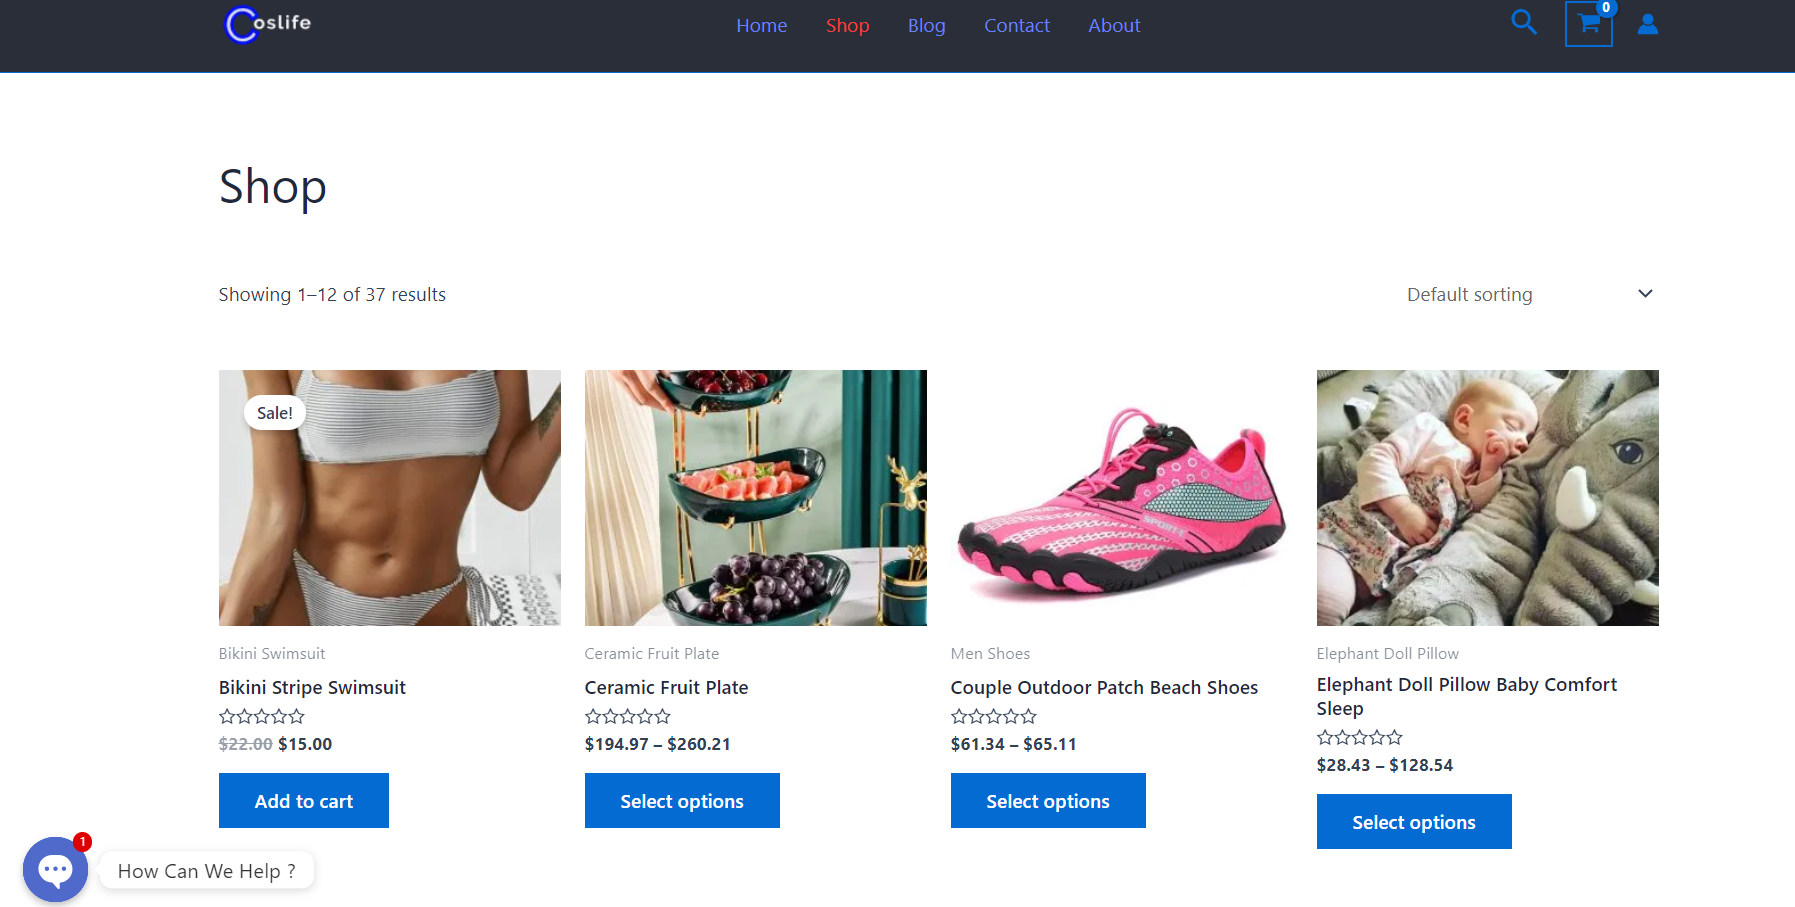 Coslife
Home Shop Blog Contact About
0
Shop
Showing 1–12 of 37 results
Default sorting
Sale!
SPORTX
Bikini Swimsuit
Bikini Stripe Swimsuit
$22.00 $15.00
Add to cart
Ceramic Fruit Plate
Ceramic Fruit Plate
$194.97 – $260.21
Select options
Men Shoes
Couple Outdoor Patch Beach Shoes
$61.34 – $65.11
Select options
Elephant Doll Pillow
Elephant Doll Pillow Baby Comfort
Sleep
$28.43 – $128.54
Select options
1
How Can We Help ?